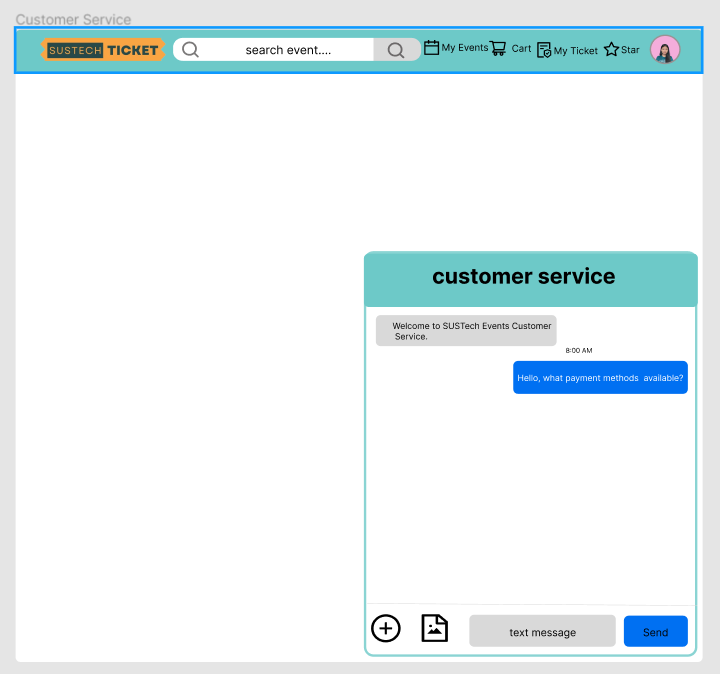 Customer Service
SUSTECH TICKET
search event....
My Events
Cart
My Ticket
Star
customer service
Welcome to SUSTech Events Customer
Service.
8:00 AM
Hello, what payment methods available?
text message
Send